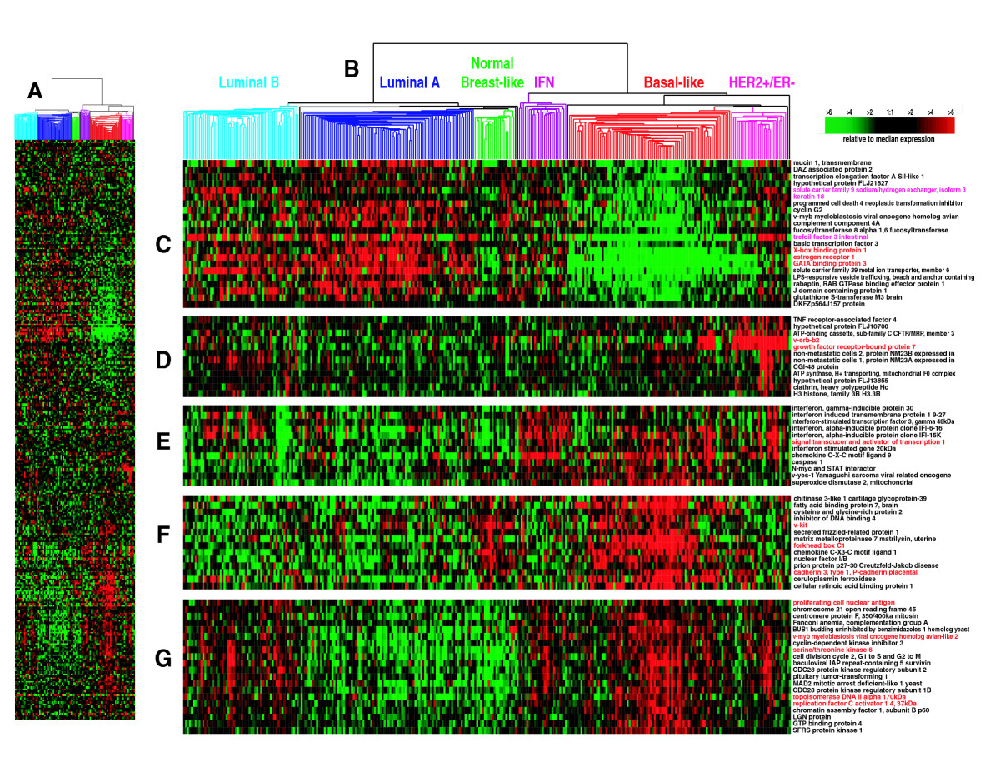 A
B
Luminal B
Luminal A
Normal
Breast-like
IFN
Basal-like
HER2+/ER-
>6 >4 >2 1:1 >2 >4 >6
relative to median expression
C
mucin 1, transmembrane
DAZ associated protein 2
transcription elongation factor A SII-like 1
hypothetical protein FLJ21827
solute carrier family 9 sodium/hydrogen exchanger, isoform 3
keratin 18
programmed cell death 4 neoplastic transformation inhibitor
cyclin G2
v-myb myeloblastosis viral oncogene homolog avian
complement component 4A
fucosyltransferase 8 alpha 1,6 fucosyltransferase
trefoil factor 3 intestinal
basic transcription factor 3
X-box binding protein 1
estrogen receptor 1
GATA binding protein 3
solute carrier family 39 metal ion transporter, member 6
LPS-responsive vesicle trafficking, beach and anchor containing
rabaptin, RAB GTPase binding effector protein 1
J domain containing protein 1
glutathione S-transferase M3 brain
DKFZp564J157 protein
D
TNF receptor-associated factor 4
hypothetical protein FLJ10700
ATP-binding cassette, sub-family C CFTR/MRP, member 3
v-erb-b2
growth factor receptor-bound protein 7
non-metastatic cells 2, protein NM23B expressed in
non-metastatic cells 1, protein NM23A expressed in
CGI-48 protein
ATP synthase, H+ transporting, mitochondrial F0 complex
hypothetical protein FLJ13855
clathrin, heavy polypeptide Hc
H3 histone, family 3B H3.3B
E
interferon, gamma-inducible protein 30
interferon induced transmembrane protein 1 9-27
interferon-stimulated transcription factor 3, gamma 48kDa
interferon, alpha-inducible protein clone IFI-6-16
interferon, alpha-inducible protein clone IFI-15K
signal transducer and activator of transcription 1
interferon stimulated gene 20kDa
chemokine C-X-C motif ligand 9
caspase 1
N-myc and STAT interactor
v-yes-1 Yamaguchi sarcoma viral related oncogene
superoxide dismutase 2, mitochondrial
F
chitinase 3-like 1 cartilage glycoprotein-39
fatty acid binding protein 7, brain
cysteine and glycine-rich protein 2
inhibitor of DNA binding 4
v-kit
secreted frizzled-related protein 1
matrix metalloproteinase 7 matrilysin, uterine
forkhead box C1
chemokine C-X3-C motif ligand 1
nuclear factor I/B
prion protein p27-30 Creutzfeld-Jakob disease
cadherin 3, type 1, P-cadherin placental
ceruloplasmin ferroxidase
cellular retinoic acid binding protein 1
G
proliferating cell nuclear antigen
chromosome 21 open reading frame 45
centromere protein F, 350/400ka mitosin
Fanconi anemia, complementation group A
BUB1 budding uninhibited by benzimidazoles 1 homolog yeast
v-myb myeloblastosis viral oncogene homolog avian-like 2
cyclin-dependent kinase inhibitor 3
serine/threonine kinase 6
cell division cycle 2, G1 to S and G2 to M
baculoviral IAP repeat-containing 5 survivin
CDC28 protein kinase regulatory subunit 2
pituitary tumor-transforming 1
MAD2 mitotic arrest deficient-like 1 yeast
CDC28 protein kinase regulatory subunit 1B
topoisomerase DNA II alpha 170kDa
replication factor C activator 1 4, 37kDa
chromatin assembly factor 1, subunit B p60
LGN protein
GTP binding protein 4
SFRS protein kinase 1